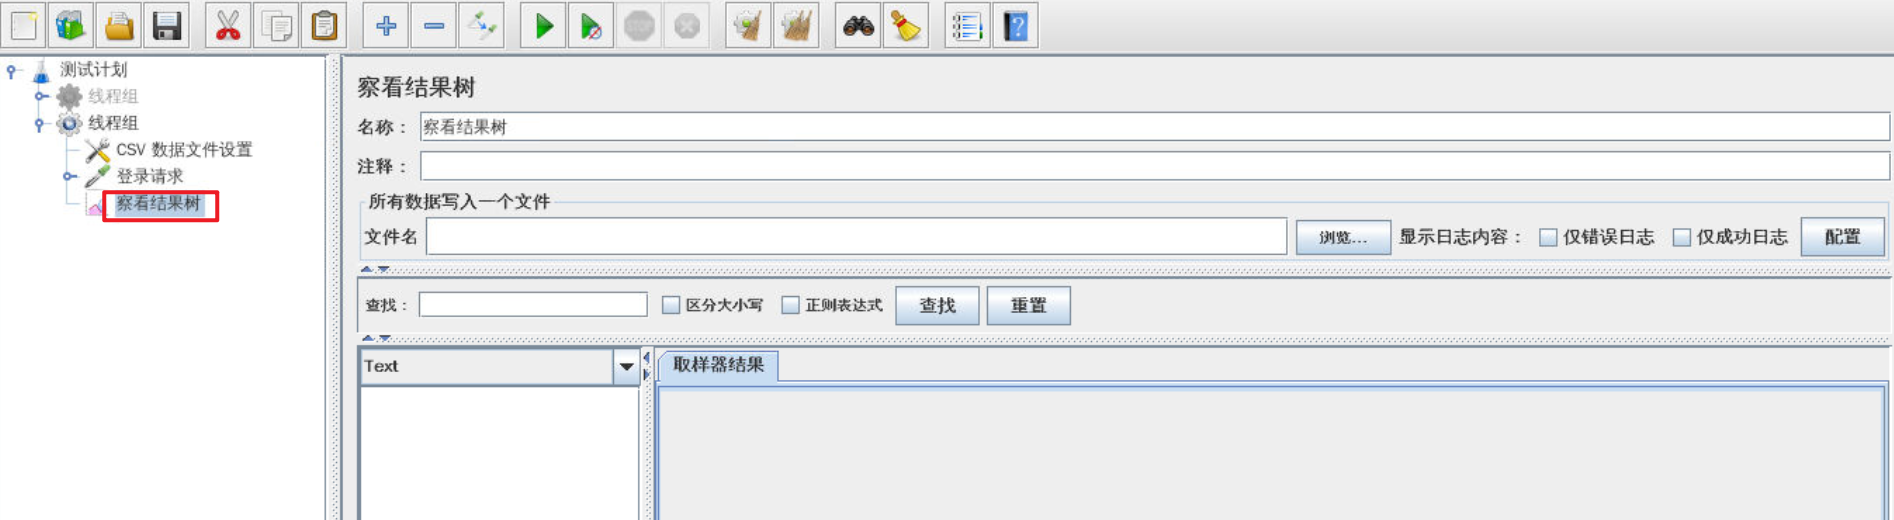 STOP
测试计划
线程组
线程组
CSV 数据文件设置
登录请求
察看结果树
察看结果树
名称： 察看结果树
注释：
所有数据写入一个文件
文件名 浏览... 显示日志内容： 仅错误日志 仅成功日志 配置
查找： 区分大小写 正则表达式 查找 重置
Text 取样器结果